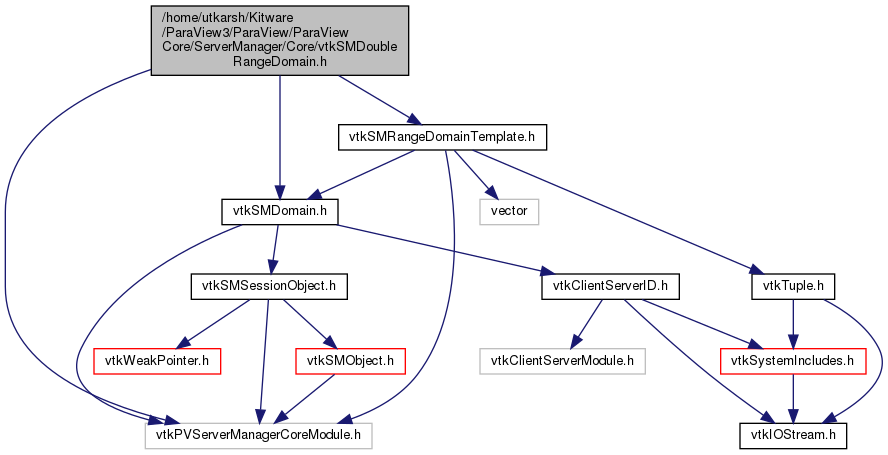 /home/utkarsh/Kitware
/ParaView3/ParaView/ParaView
Core/ServerManager/Core/vtkSMDouble
RangeDomain.h
vtkSMRangeDomainTemplate.h
vtkSMDomain.h
vector
vtkSMSessionObject.h
vtkClientServerID.h
vtkTuple.h
vtkWeakPointer.h
vtkSMObject.h
vtkClientServerModule.h
vtkSystemIncludes.h
vtkPVServerManagerCoreModule.h
vtkIOStream.h